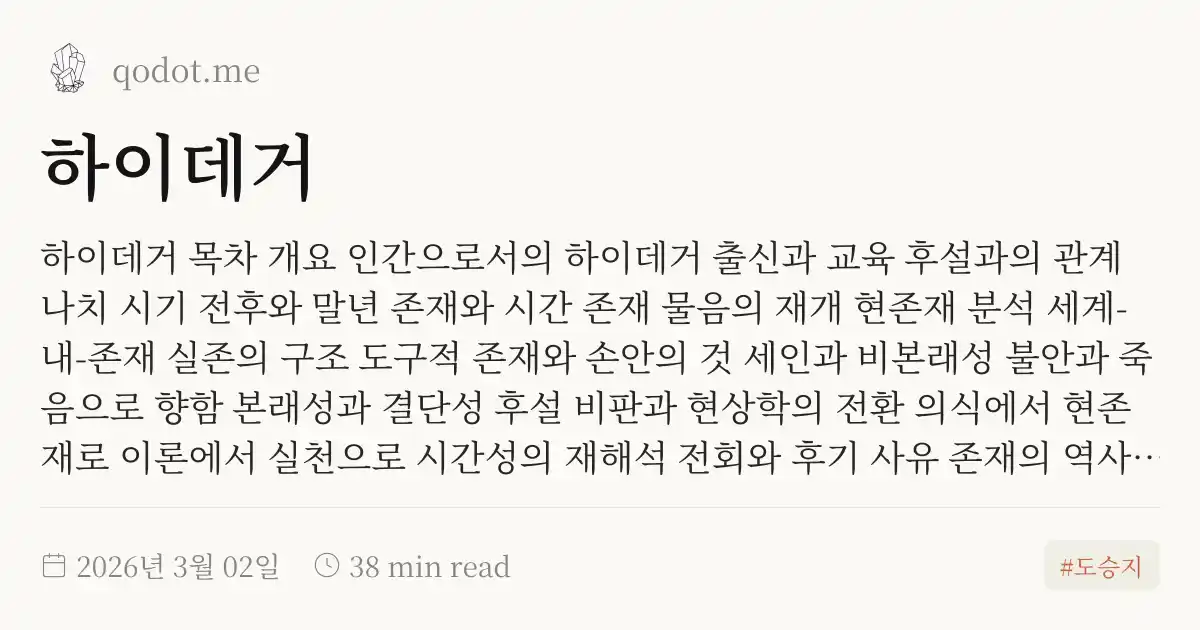 qodot.me
하이데거
하이데거 목차 개요 인간으로서의 하이데거 출신과 교육 후설과의 관계
나치 시기 전후와 말년 존재와 시간 존재 물음의 재개 현존재 분석 세계-
내-존재 실존의 구조 도구적 존재와 손안의 것 세인과 비본래성 불안과 죽
음으로 향함 본래성과 결단성 후설 비판과 현상학의 전환 의식에서 현존
재로 이론에서 실천으로 시간성의 재해석 전회와 후기 사유 존재의 역사…
2026년 3월 02일 38 min read
#도승지